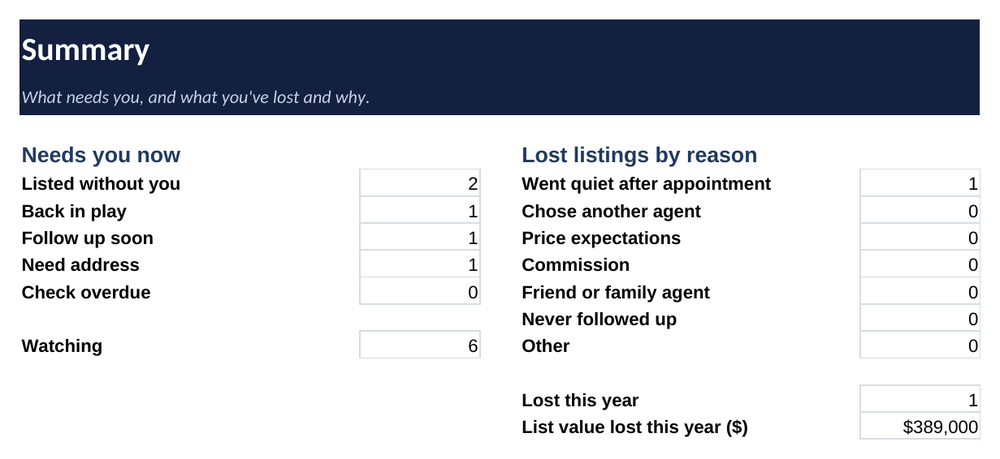 Summary
What needs you, and what you've lost and why.
Needs you now
Listed without you 2
Back in play 1
Follow up soon 1
Need address 1
Check overdue 0
Watching 6
Lost listings by reason
Went quiet after appointment 1
Chose another agent 0
Price expectations 0
Commission 0
Friend or family agent 0
Never followed up 0
Other 0
Lost this year 1
List value lost this year ($) $389,000